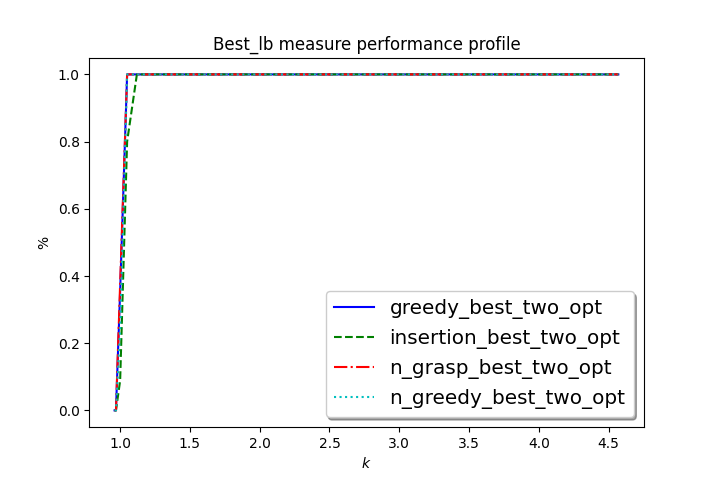 Best_lb measure performance profile
1.0
0.8
0.6
0.4
0.2
0.0
%
greedy_best_two_opt
insertion_best_two_opt
n_grasp_best_two_opt
n_greedy_best_two_opt
1.0 1.5 2.0 2.5 3.0 3.5 4.0 4.5
k